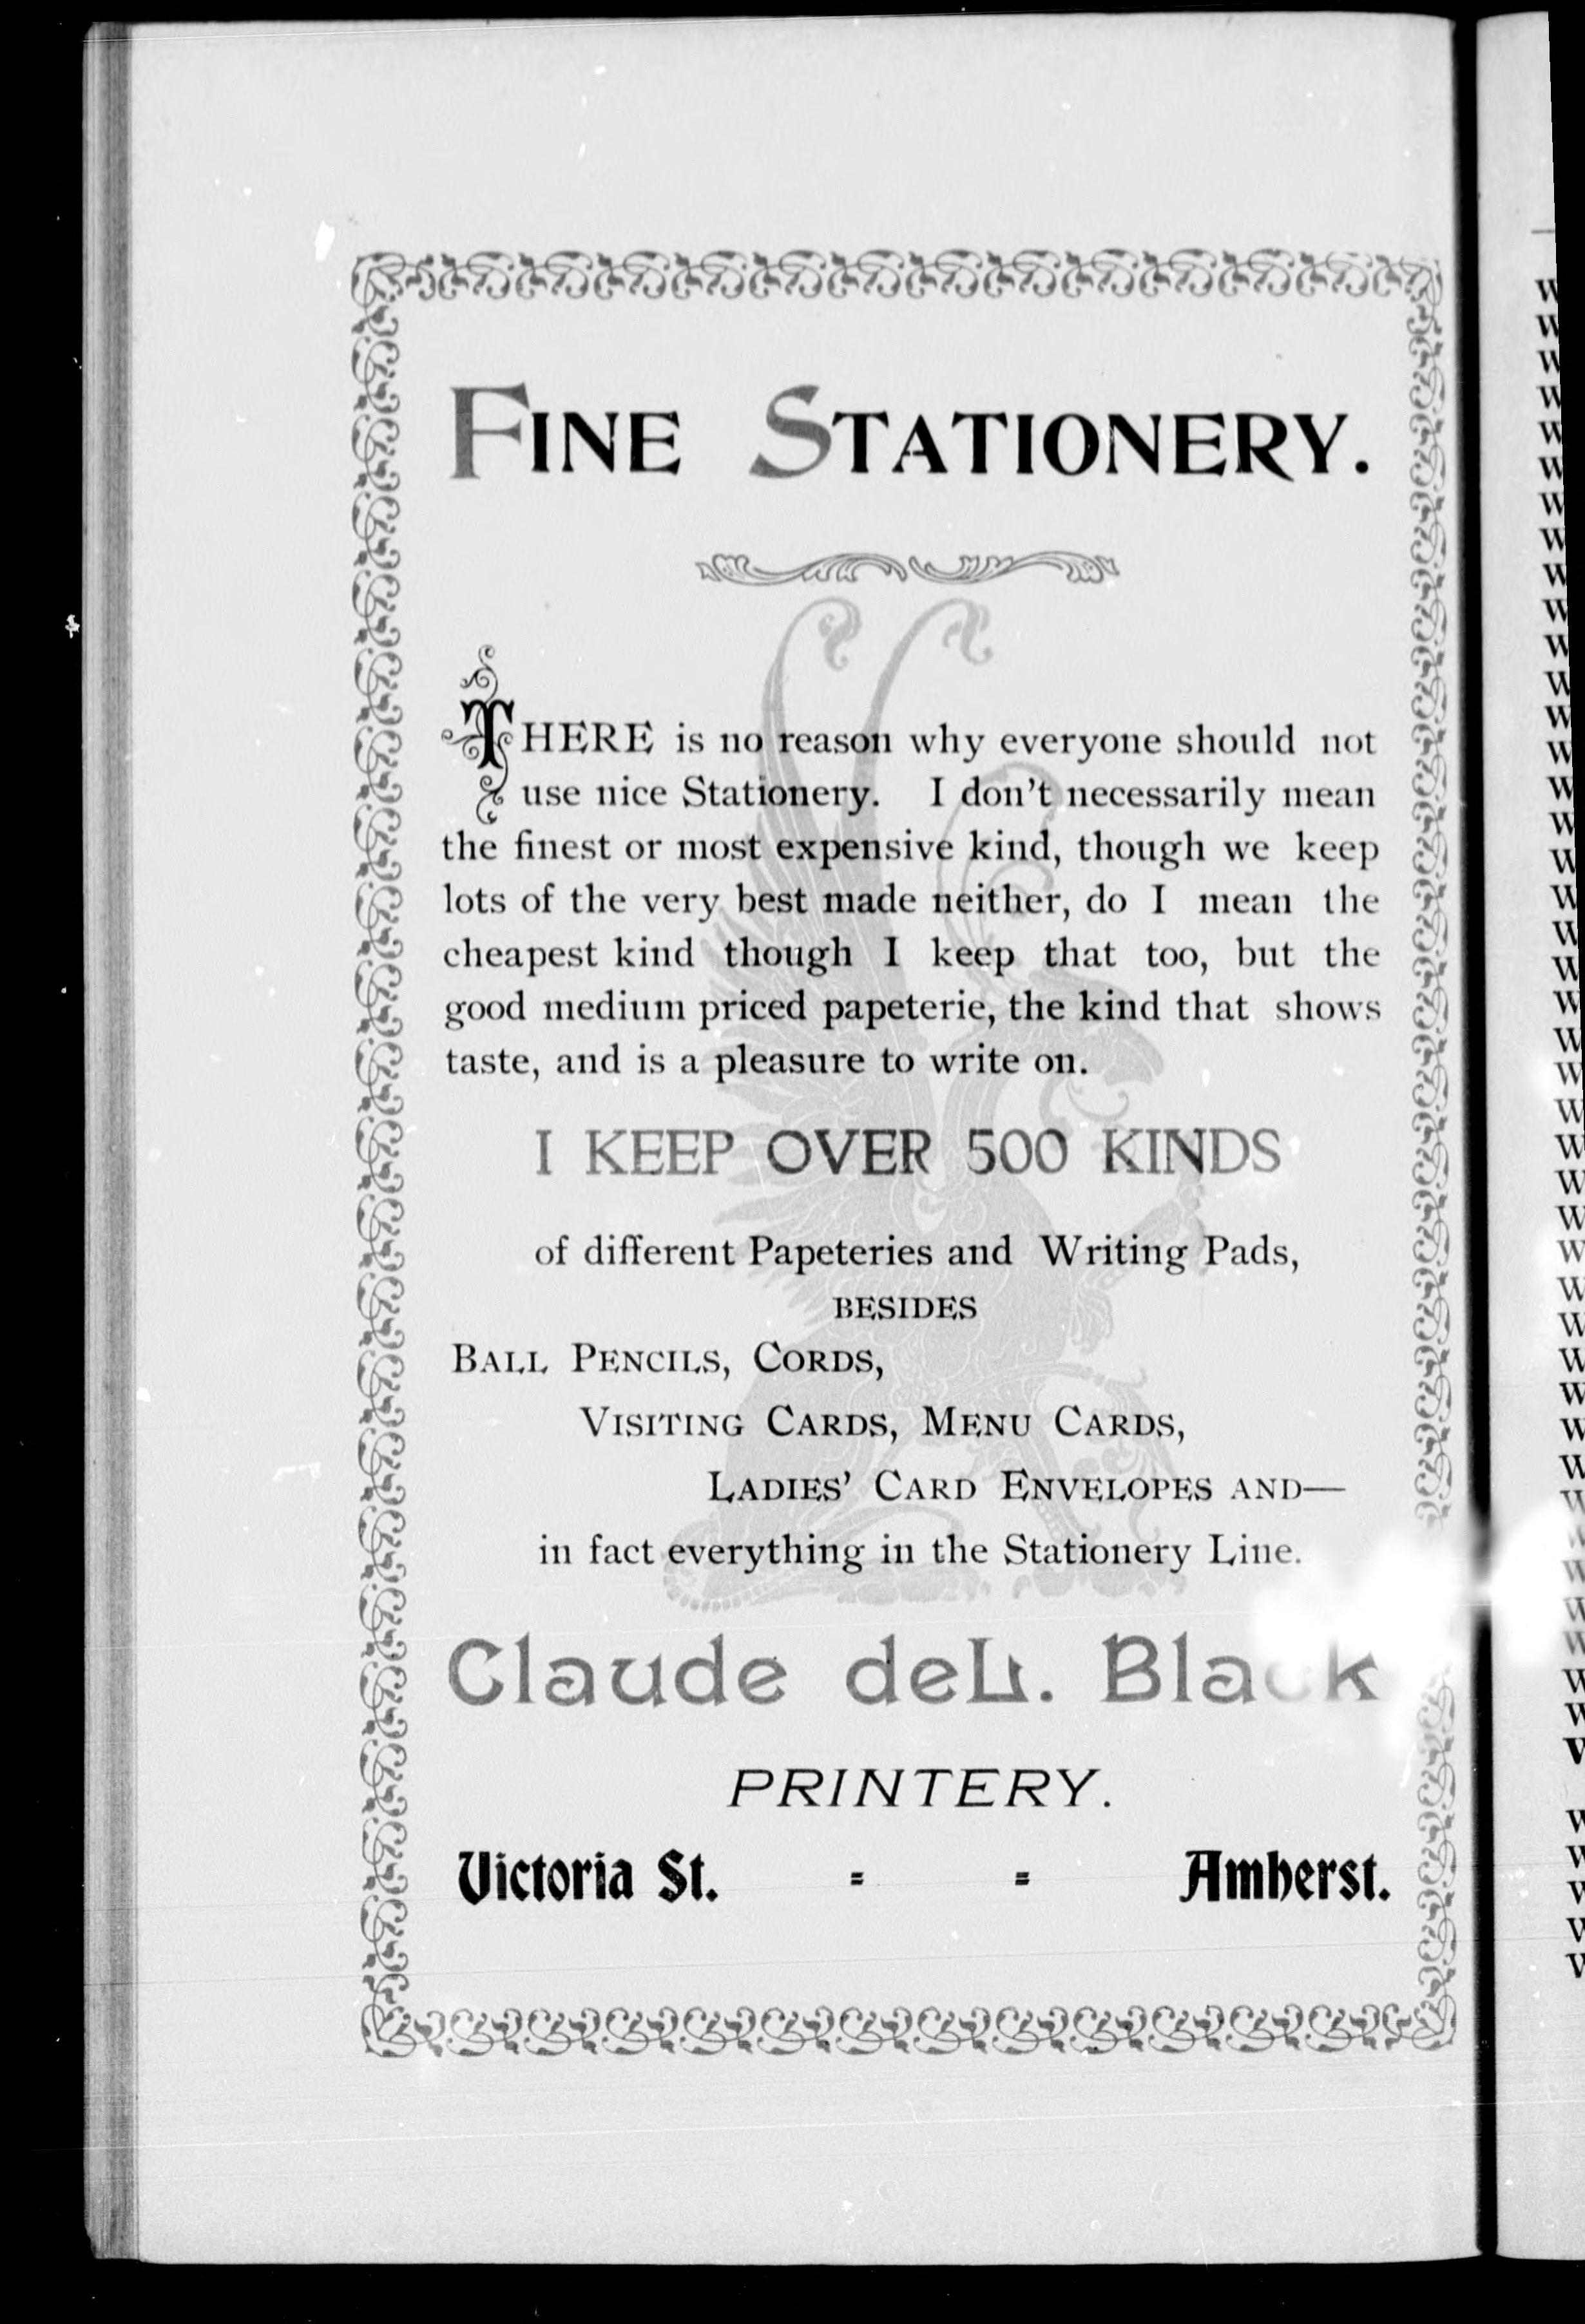 FINE STATIONERY.
THERE is no reason why everyone should not
use nice Stationery. I don't necessarily mean
the finest or most expensive kind, though we keep
lots of the very best made neither, do I mean the
cheapest kind though I keep that too, but the
good medium priced papeterie, the kind that shows
taste, and is a pleasure to write on.
I KEEP OVER 500 KINDS
of different Papeteries and Writing Pads,
BESIDES
BALL PENCILS, CORDS,
VISITING CARDS, MENU CARDS,
LADIES' CARD ENVELOPES AND—
in fact everything in the Stationery Line.
Claude deL. Black
PRINTERY.
Victoria St. = = Amherst.